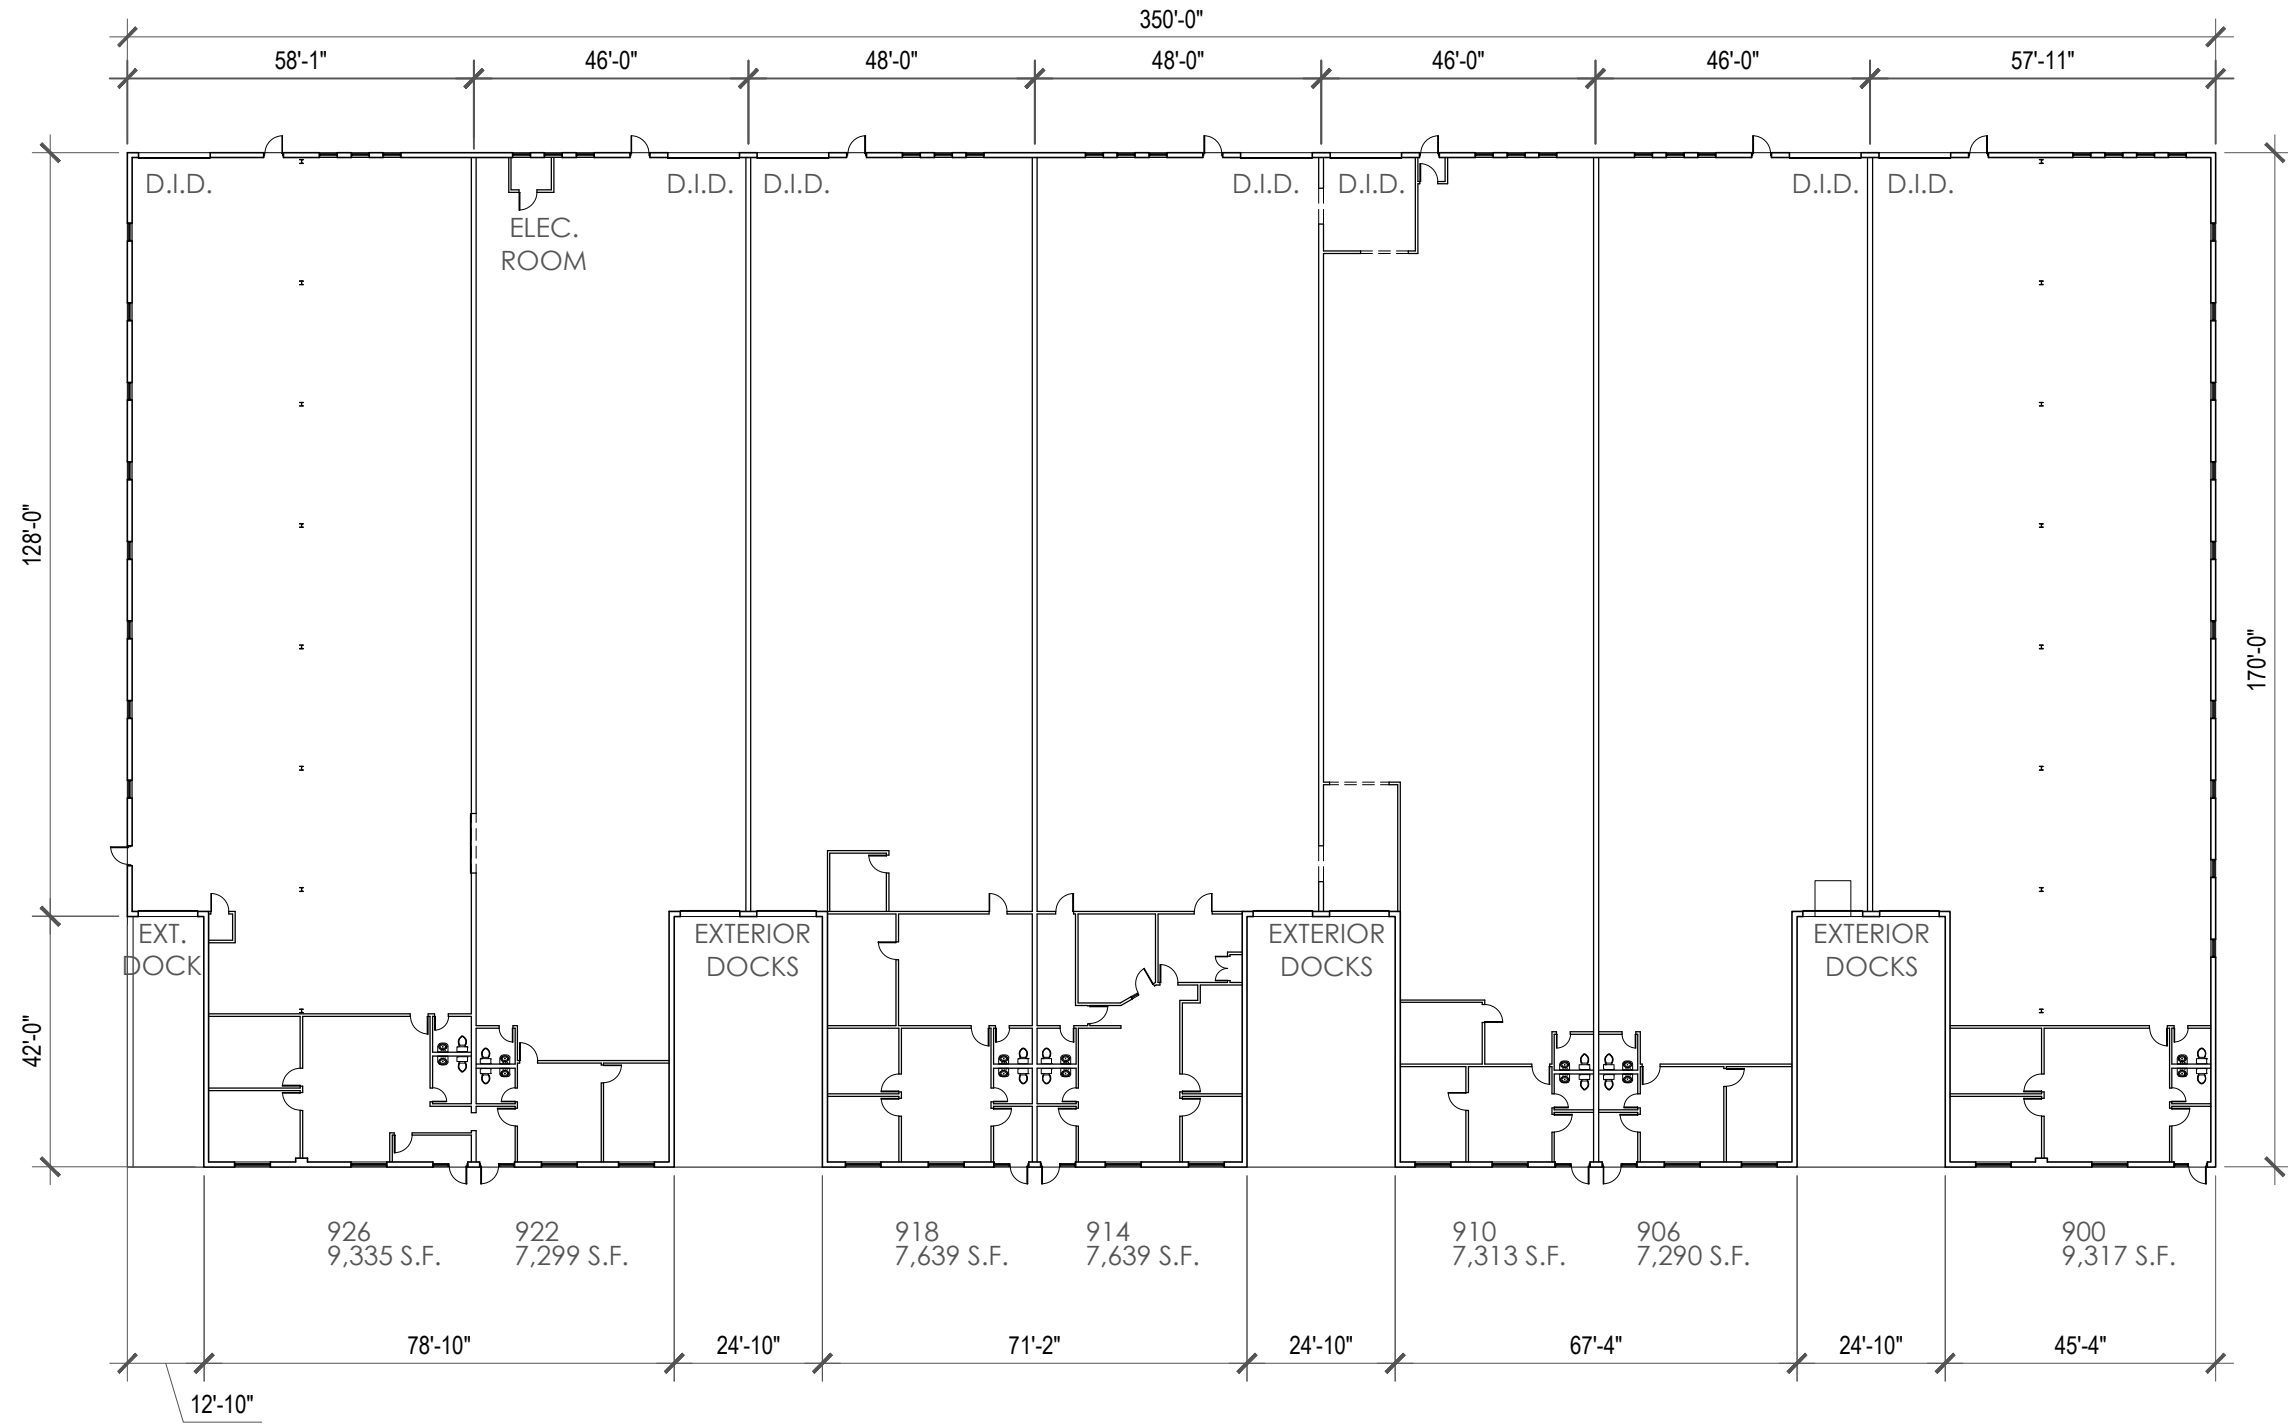 350'-0"
58'-1"
46'-0"
48'-0"
48'-0"
46'-0"
46'-0"
57'-11"
D.I.D.
D.I.D.
D.I.D.
D.I.D.
D.I.D.
D.I.D.
D.I.D.
ELEC.
ROOM
128'-0"
170'-0"
EXT.
DOCK
EXTERIOR
DOCKS
EXTERIOR
DOCKS
EXTERIOR
DOCKS
42'-0"
926
9,335 S.F.
922
7,299 S.F.
918
7,639 S.F.
914
7,639 S.F.
910
7,313 S.F.
906
7,290 S.F.
900
9,317 S.F.
78'-10"
24'-10"
71'-2"
24'-10"
67'-4"
24'-10"
45'-4"
12'-10"